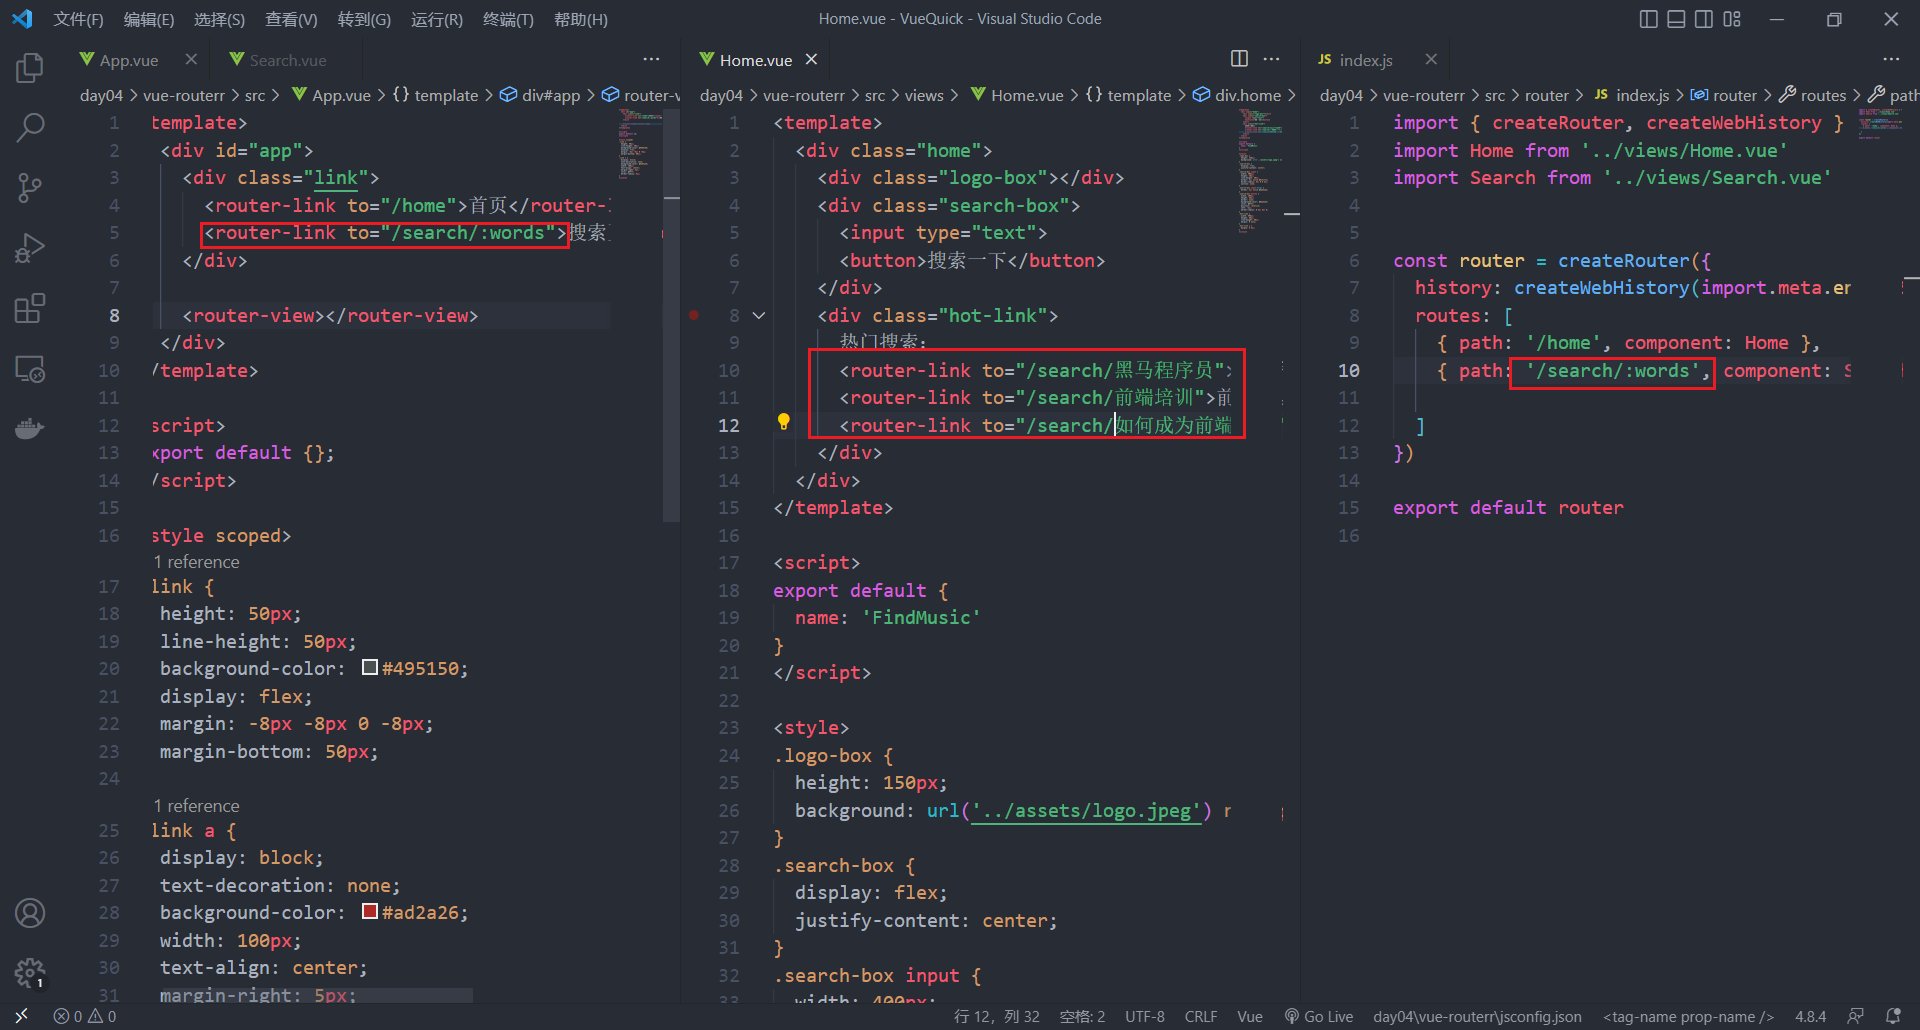 文件(F) 编辑(E) 选择(S) 查看(V) 转到(G) 运行(R) 终端(T) 帮助(H)
Home.vue - VueQuick - Visual Studio Code
App.vue
Search.vue
day04 > vue-routerr > src > App.vue > {} template > div#app > router-v
1 template>
2 <div id="app">
3 <div class="link">
4 <router-link to="/home">首页</router-
5 <router-link to="/search/:words">搜索
6 </div>
7
8 <router-view></router-view>
9 </div>
10 /template>
11
12 script>
13 xport default {};
14 /script>
15
16 style scoped>
1 reference
17 link {
18 height: 50px;
19 line-height: 50px;
20 background-color: #495150;
21 display: flex;
22 margin: -8px -8px 0 -8px;
23 margin-bottom: 50px;
24
1 reference
25 link a {
26 display: block;
27 text-decoration: none;
28 background-color: #ad2a26;
29 width: 100px;
30 text-align: center;
31 margin-right: 5px;
Home.vue
day04 > vue-routerr > src > views > Home.vue > {} template > div.home >
1 <template>
2 <div class="home">
3 <div class="logo-box"></div>
4 <div class="search-box">
5 <input type="text">
6 <button>搜索一下</button>
7 </div>
8 <div class="hot-link">
9 热门搜索:
10 <router-link to="/search/黑马程序员">
11 <router-link to="/search/前端培训">前
12 <router-link to="/search/如何成为前端
13 </div>
14 </div>
15 </template>
16
17 <script>
18 export default {
19 name: 'FindMusic'
20 }
21 </script>
22
23 <style>
24 .logo-box {
25 height: 150px;
26 background: url('../assets/logo.jpeg') r
27 }
28 .search-box {
29 display: flex;
30 justify-content: center;
31 }
32 .search-box input {
33 width: 400px;
JS index.js
day04 > vue-routerr > src > router > JS index.js > router > routes > path
1 import { createRouter, createWebHistory }
2 import Home from '../views/Home.vue'
3 import Search from '../views/Search.vue'
4
5
6 const router = createRouter({
7 history: createWebHistory(import.meta.er
8 routes: [
9 { path: '/home', component: Home },
10 { path: '/search/:words', component: S
11
12 ]
13 })
14
15 export default router
16
1
0 0
行 12，列 32 空格: 2 UTF-8 CRLF Vue Go Live day04\vue-routerr\jsconfig.json <tag-name prop-name /> 4.8.4